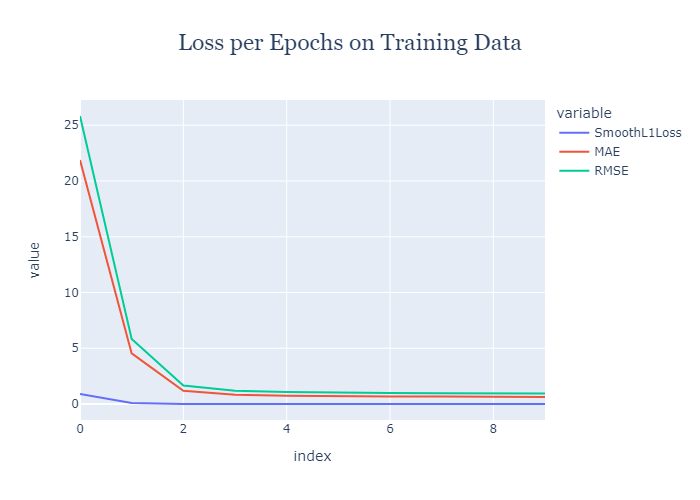 Loss per Epochs on Training Data
variable
SmoothL1Loss
MAE
RMSE
value
25
20
15
10
5
0
0 2 4 6 8
index